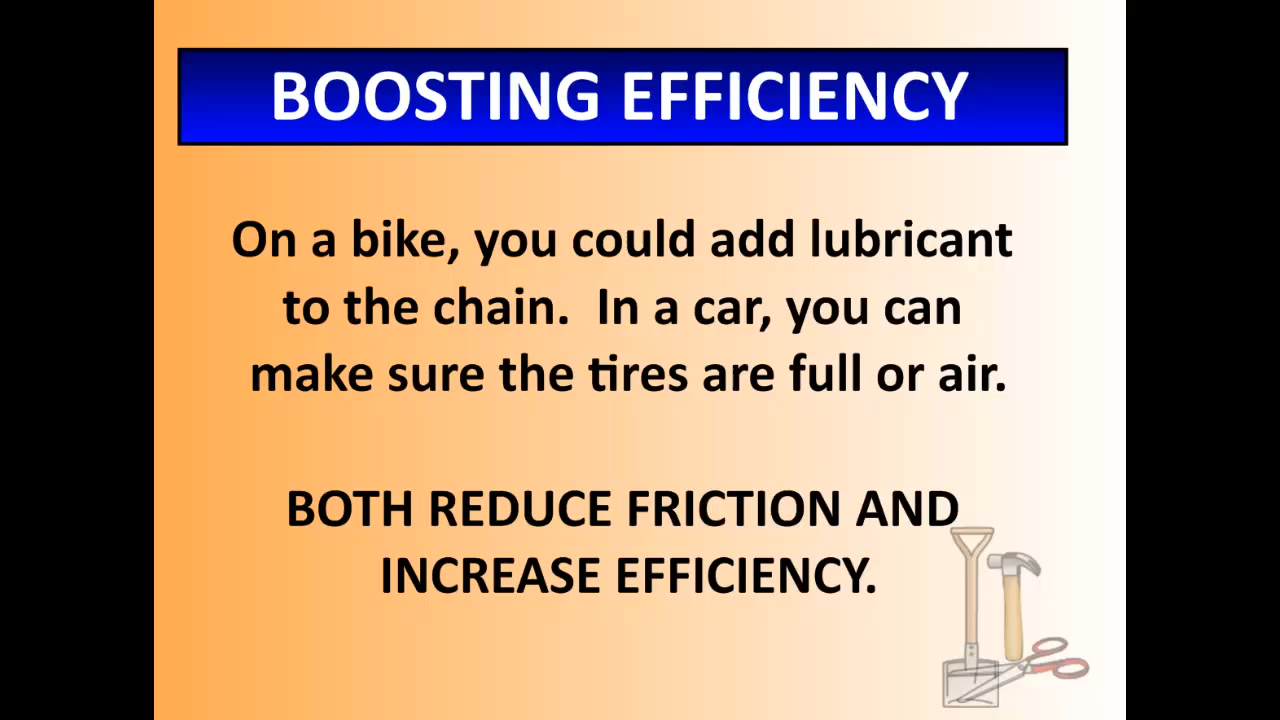 BOOSTING EFFICIENCY
On a bike, you could add lubricant
to the chain.  In a car, you can
make sure the tires are full or air.
BOTH REDUCE FRICTION AND
INCREASE EFFICIENCY.